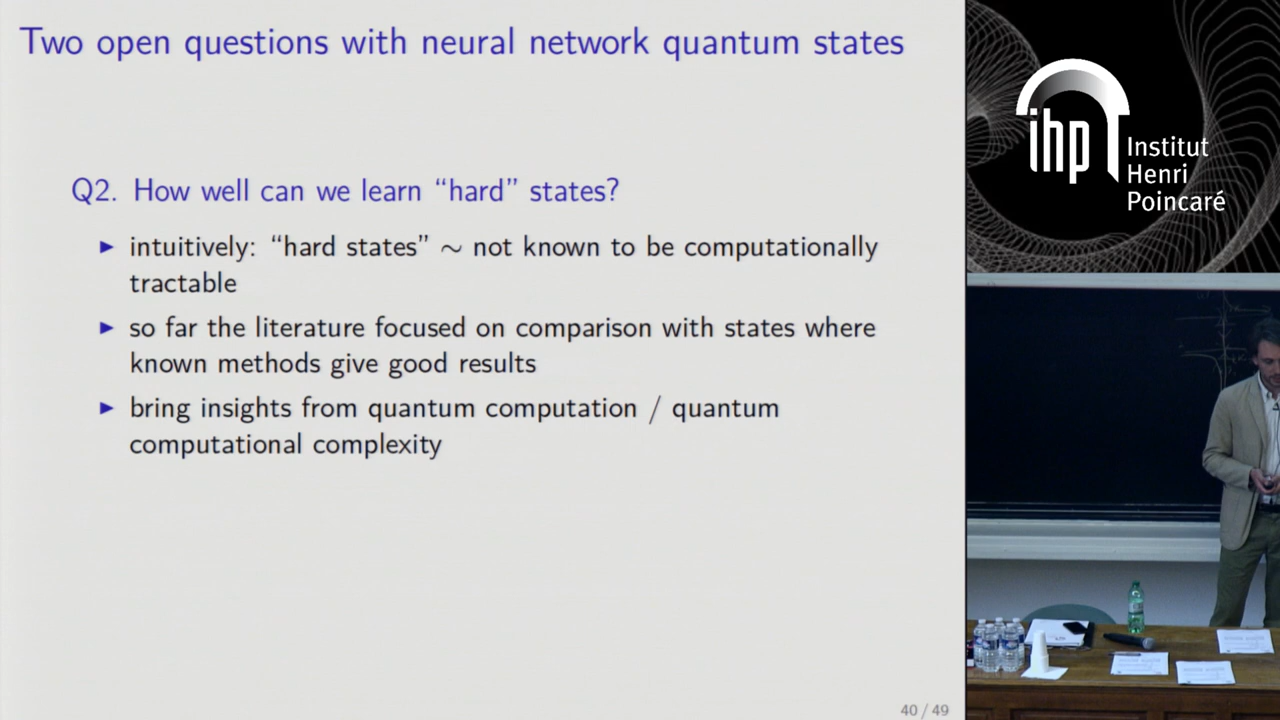 Two open questions with neural network quantum states
Q2. How well can we learn “hard” states?
▶ intuitively: “hard states” ∼ not known to be computationally
tractable
▶ so far the literature focused on comparison with states where
known methods give good results
▶ bring insights from quantum computation / quantum
computational complexity
40 / 49
ihp
Institut
Henri
Poincaré